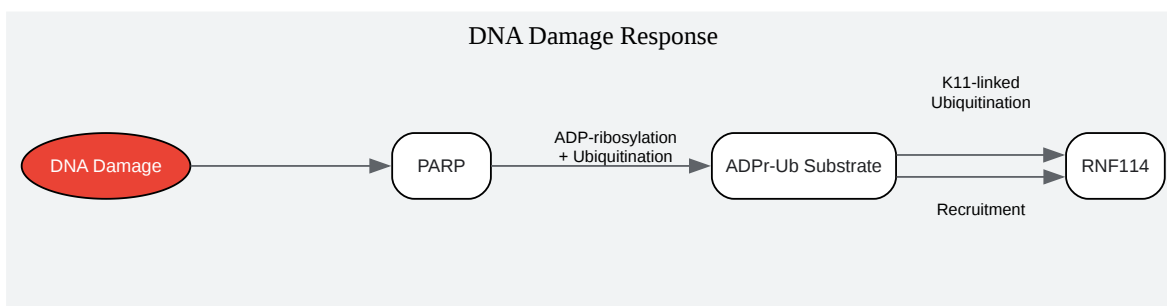 DNA Damage Response
K11-linked
Ubiquitination
ADP-ribosylation
+ Ubiquitination
DNA Damage
PARP
ADPr-Ub Substrate
RNF114
Recruitment